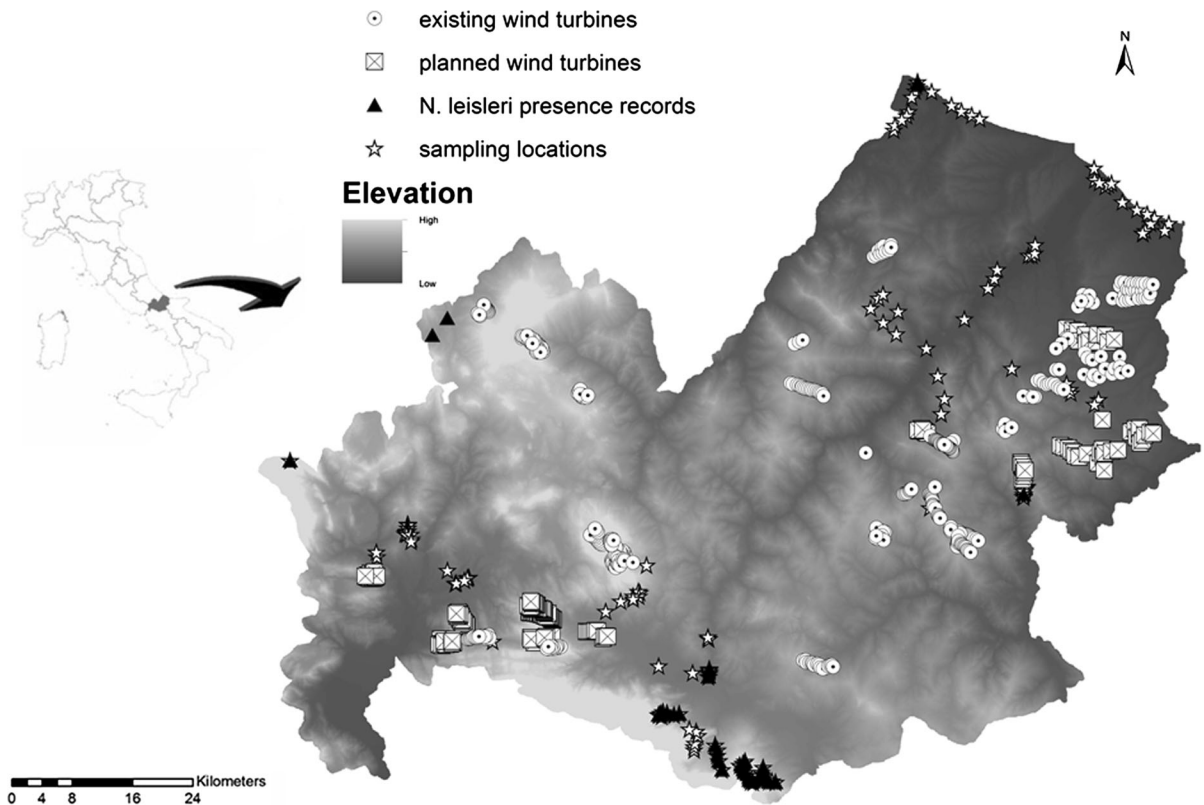 existing wind turbines
planned wind turbines
N. leisleri presence records
sampling locations
Elevation
High
Low
N
Kilometers
0 4 8 16 24